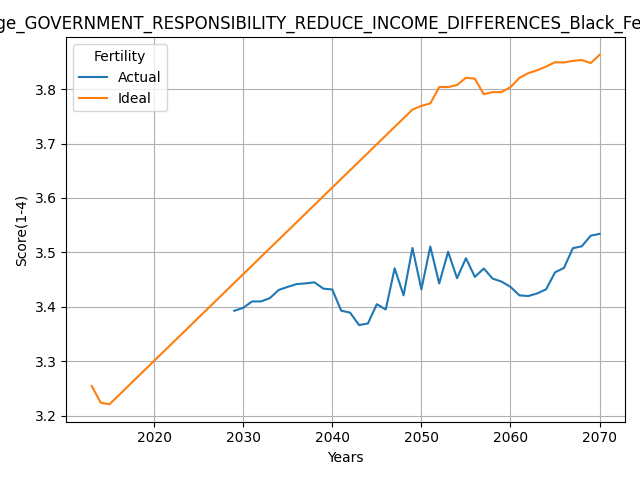 ge_GOVERNMENT_RESPONSIBILITY_REDUCE_INCOME_DIFFERENCES_Black_Fe
Fertility
Actual
Ideal
3.8
3.7
3.6
3.5
3.4
3.3
3.2
Score(1-4)
2020 2030 2040 2050 2060 2070
Years